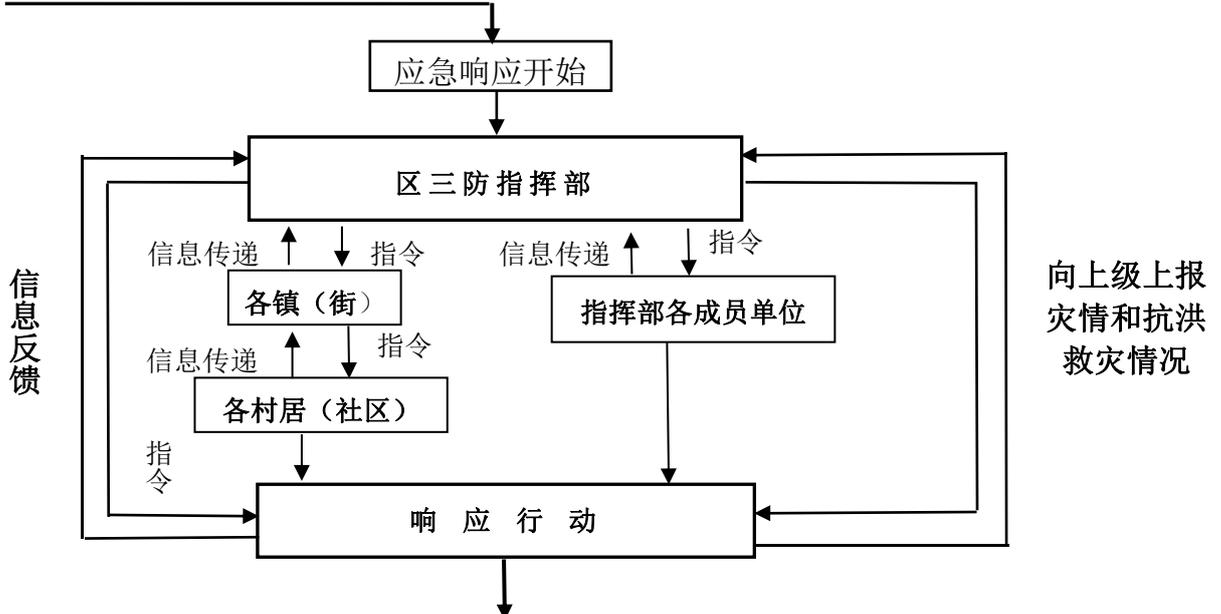 应急响应开始
区三防指挥部
信息传递
指令
信息传递
指令
各镇（街）
指挥部各成员单位
信息传递
指令
各村居（社区）
信息反馈
指令
向上级上报
灾情和抗洪
救灾情况
响应行动